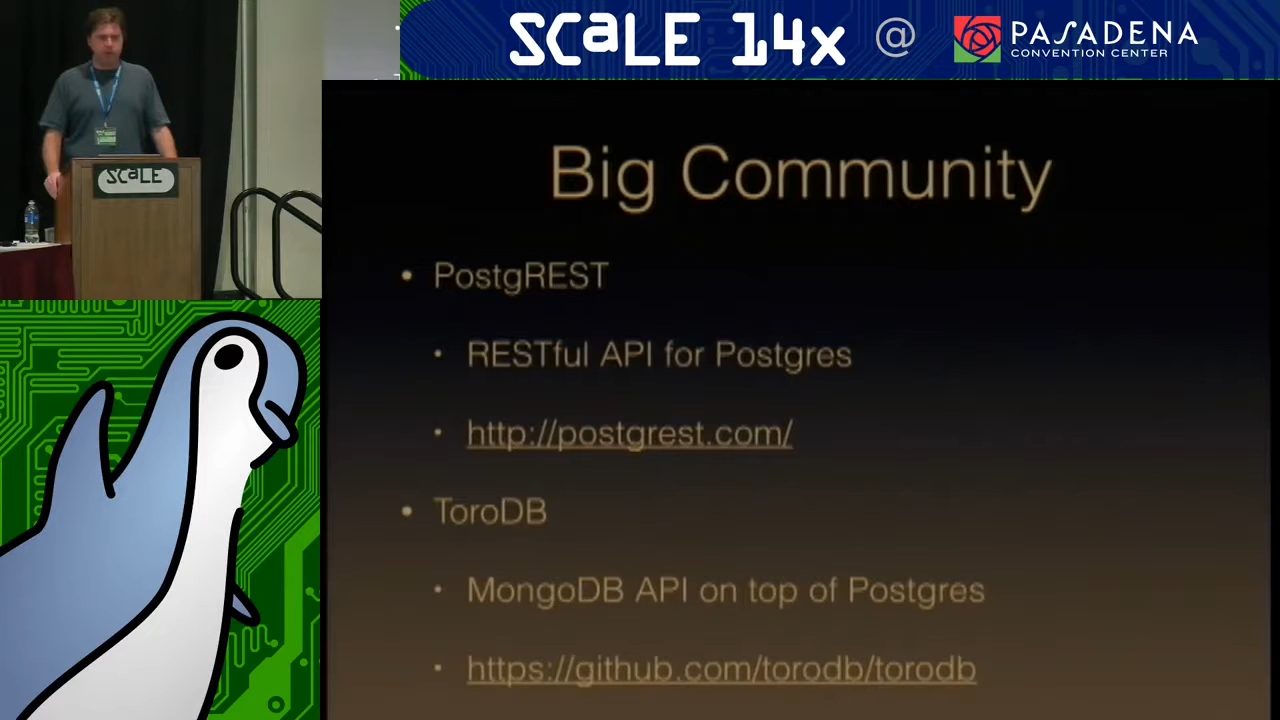 SCaLE 14x @ PASADENA
CONVENTION CENTER
SCaLE
Big Community
• PostgREST
• RESTful API for Postgres
• http://postgrest.com/
• ToroDB
• MongoDB API on top of Postgres
• https://github.com/torodb/torodb